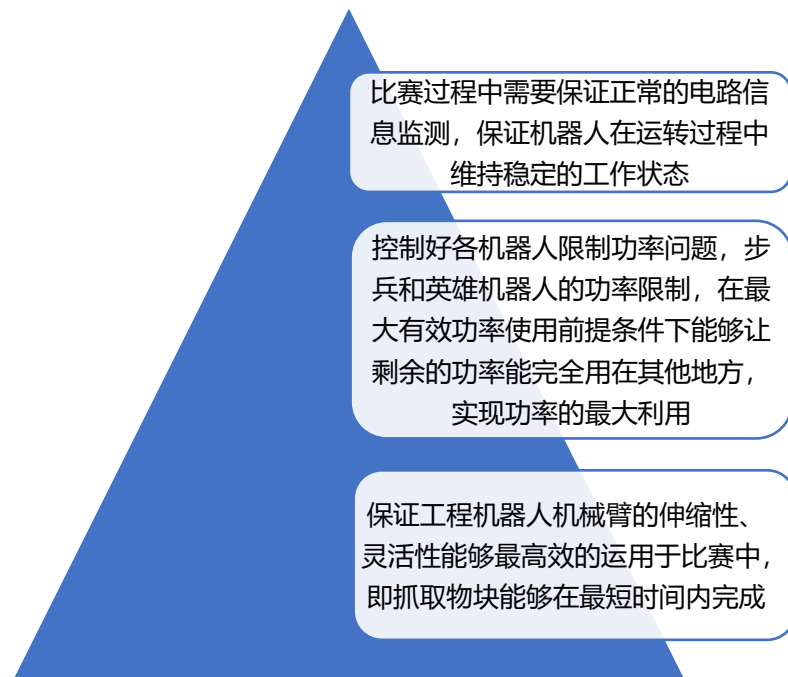 比赛过程中需要保证正常的电路信
息监测，保证机器人在运转过程中
维持稳定的工作状态
控制好各机器人限制功率问题，步
兵和英雄机器人的功率限制，在最
大有效功率使用前提条件下能够让
剩余的功率能完全用在其他地方，
实现功率的最大利用
保证工程机器人机械臂的伸缩性、
灵活性能够最高效的运用于比赛中，
即抓取物块能够在最短时间内完成